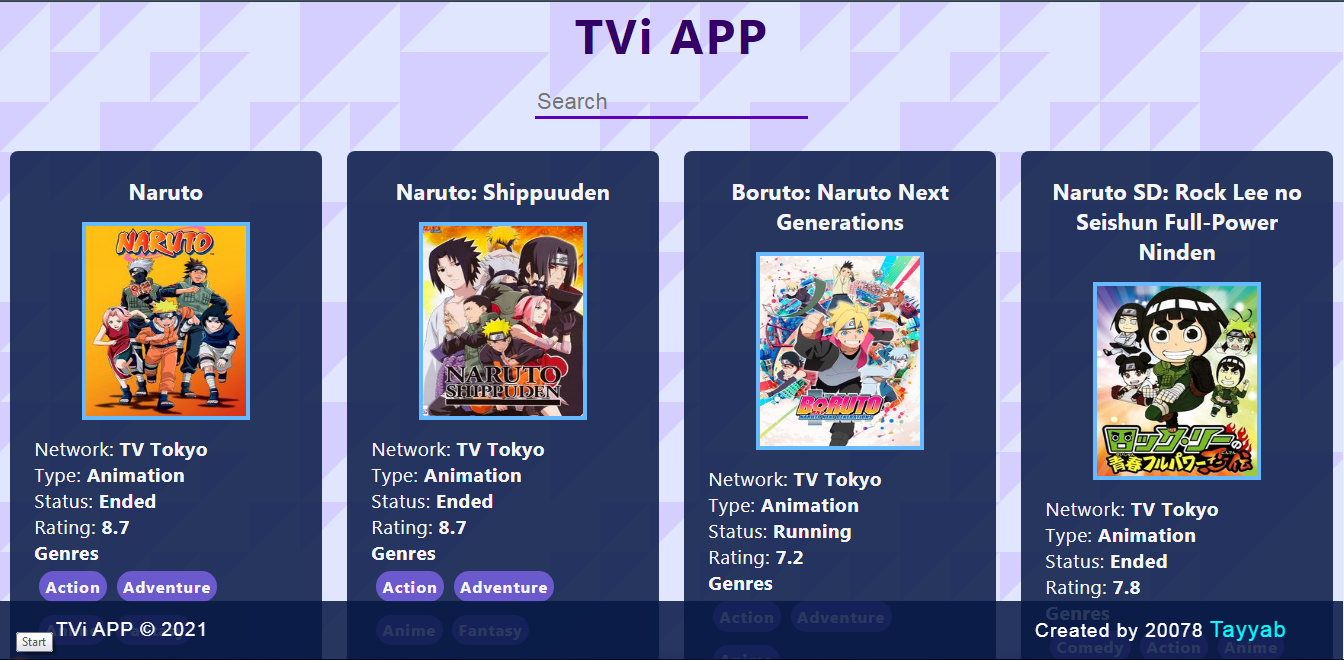 TVi APP
Search
Naruto
NARUTO
Network: TV Tokyo
Type: Animation
Status: Ended
Rating: 8.7
Genres
Action Adventure
Naruto: Shippuuden
NARUTO
SHIPPUDEN
Network: TV Tokyo
Type: Animation
Status: Ended
Rating: 8.7
Genres
Action Adventure
Anime Fantasy
Boruto: Naruto Next
Generations
BORUTO
Network: TV Tokyo
Type: Animation
Status: Running
Rating: 7.2
Genres
Action Adventure
Anime
Naruto SD: Rock Lee no
Seishun Full-Power
Ninden
ロック・リーの
青春フルパワー忍伝
Network: TV Tokyo
Type: Animation
Status: Ended
Rating: 7.8
Genres
Comedy Action Anime
TVi APP © 2021
Start
Created by 20078 Tayyab